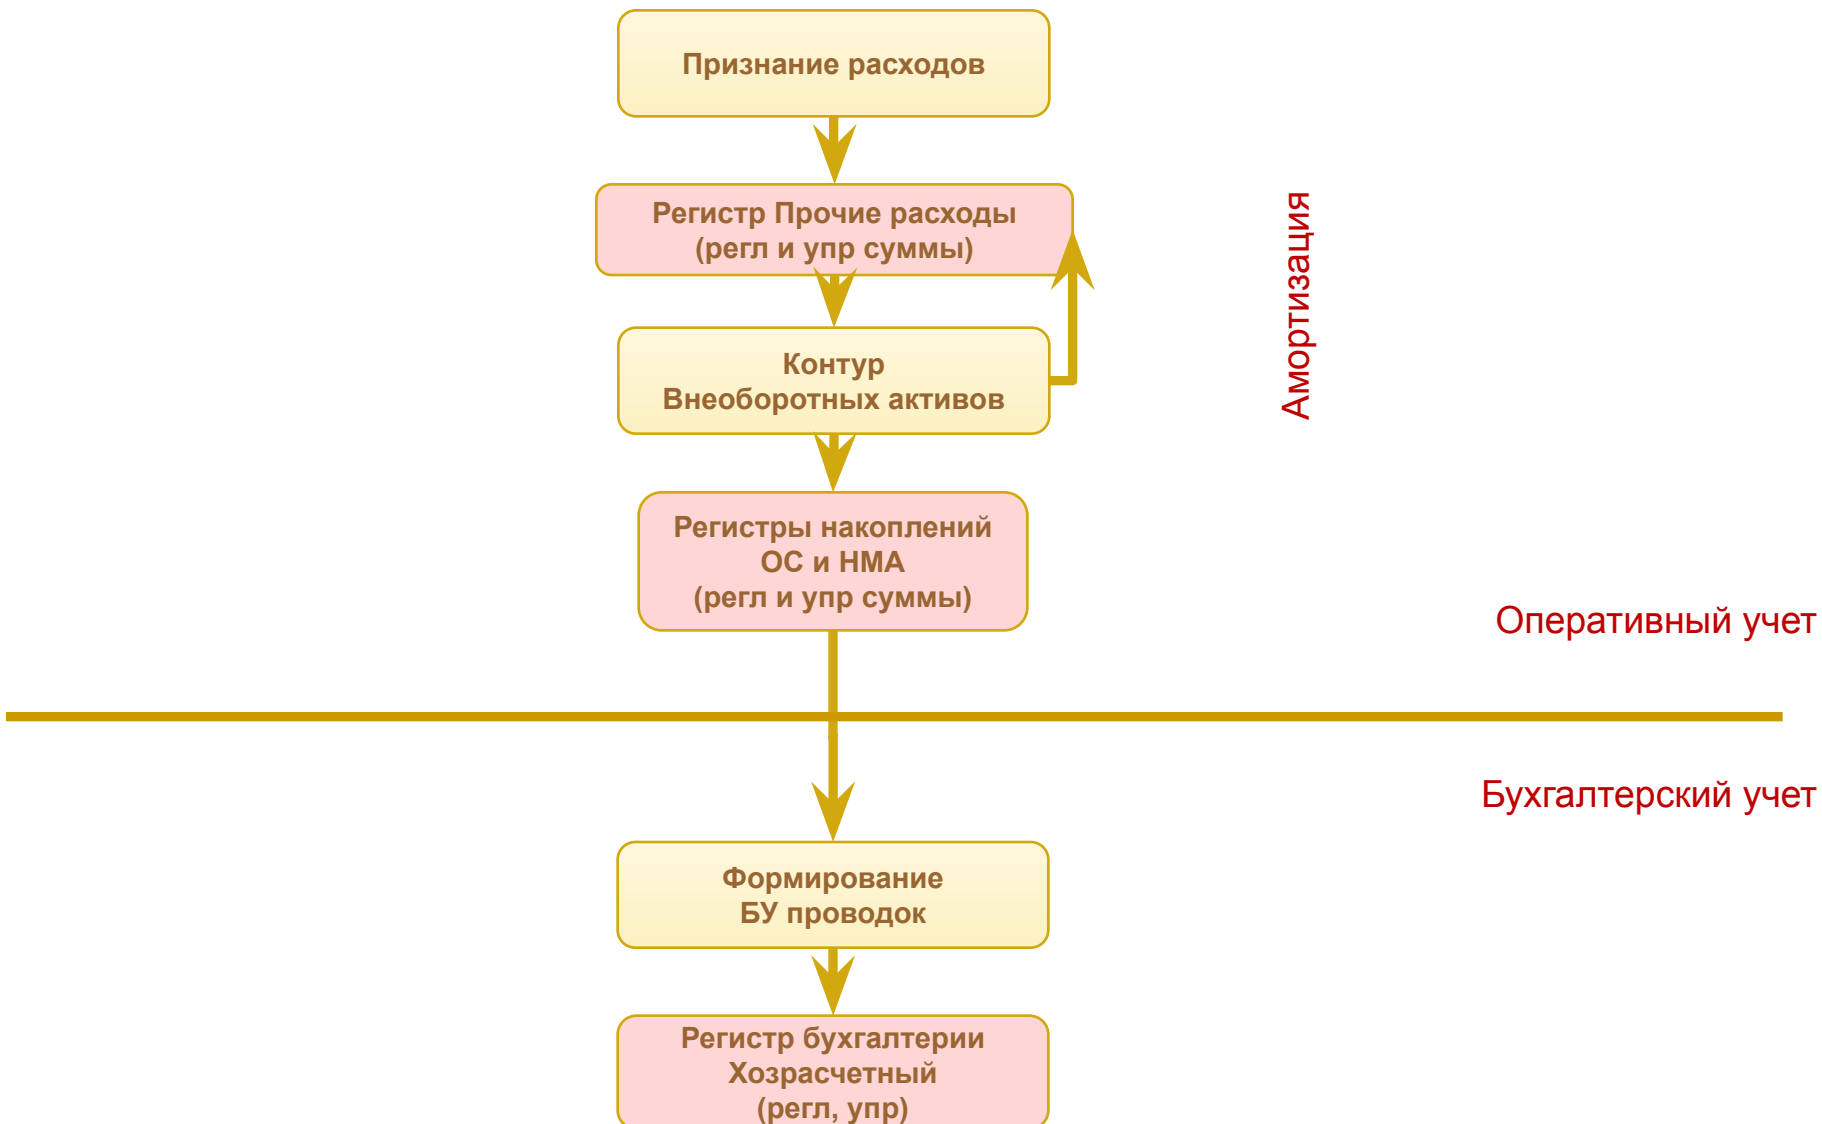 Признание расходов
Регистр Прочие расходы
(регл и упр суммы)
Амортизация
Контур
Внеоборотных активов
Регистры накоплений
ОС и НМА
(регл и упр суммы)
Оперативный учет
Бухгалтерский учет
Формирование
БУ проводок
Регистр бухгалтерии
Хозрасчетный
(регл, упр)